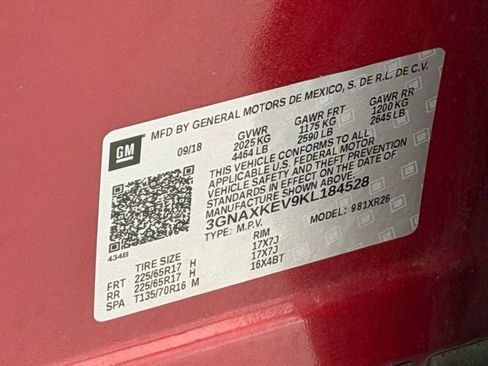 GM
MFD BY GENERAL MOTORS DE MEXICO, S. DE R.L. DE C.V.
09/18 GVWR GAWR FRT GAWR RR
2025 KG 1175 KG 1200 KG
4464 LB 2590 LB 2645 LB
THIS VEHICLE CONFORMS TO ALL
APPLICABLE U.S. FEDERAL MOTOR
VEHICLE SAFETY AND THEFT PREVENTION
STANDARDS IN EFFECT ON THE DATE OF
MANUFACTURE SHOWN ABOVE.
3GNAXKEV9KL184528
TYPE: M.P.V. MODEL: 981XR26
434B
TIRE SIZE RIM
FRT 225/65R17 H 17X7J
RR 225/65R17 H 17X7J
SPA T135/70R16 M 16X4BT